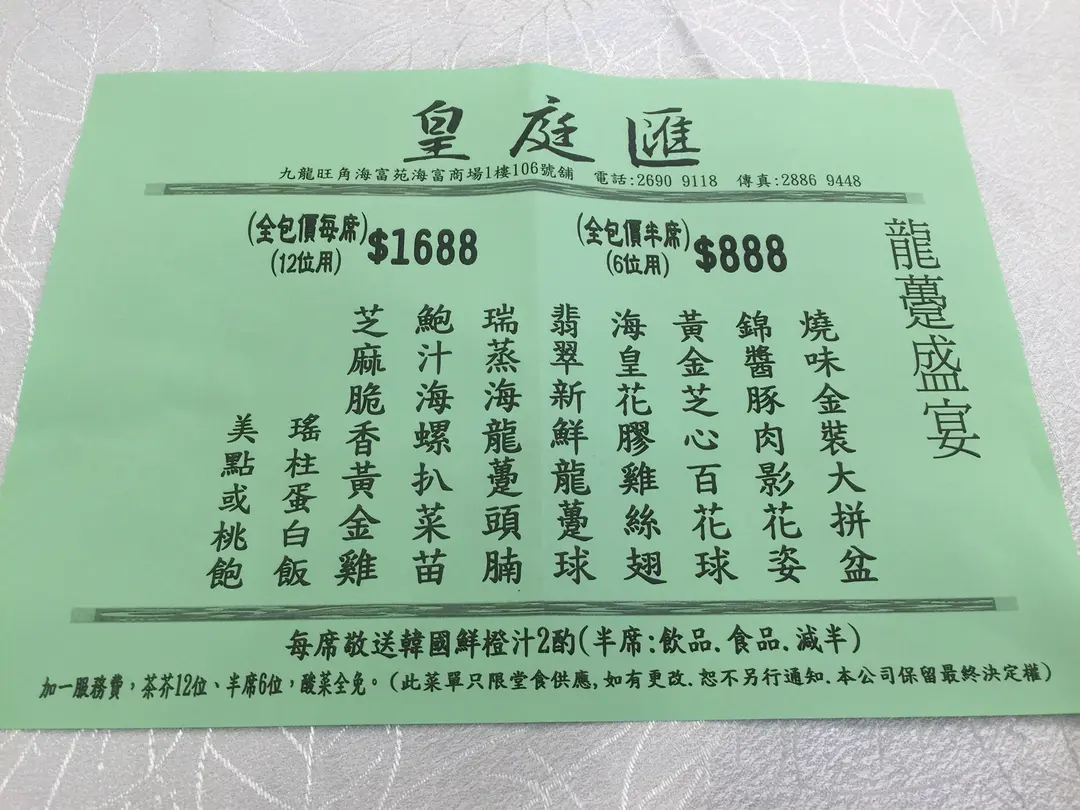 皇庭匯
九龍旺角海富苑海富商場1樓106號舖 電話:2690 9118 傳真:2886 9448
龍躉盛宴
(全包價每席) $1688
(12位用)
(全包價半席) $888
(6位用)
燒味金裝大拼盆
錦醬豚肉影花姿
黃金芝心百花球
海皇花膠雞絲翅
翡翠新鮮龍躉球
瑞蒸海龍躉頭腩
鮑汁海螺扒菜苗
芝麻脆香黃金雞
瑤柱蛋白飯
美點或桃飽
每席敬送韓國鮮橙汁2酌(半席:飲品.食品.減半)
加一服務費，茶芥12位、半席6位，酸菜全免。(此菜單只限堂食供應,如有更改.恕不另行通知.本公司保留最終決定權)